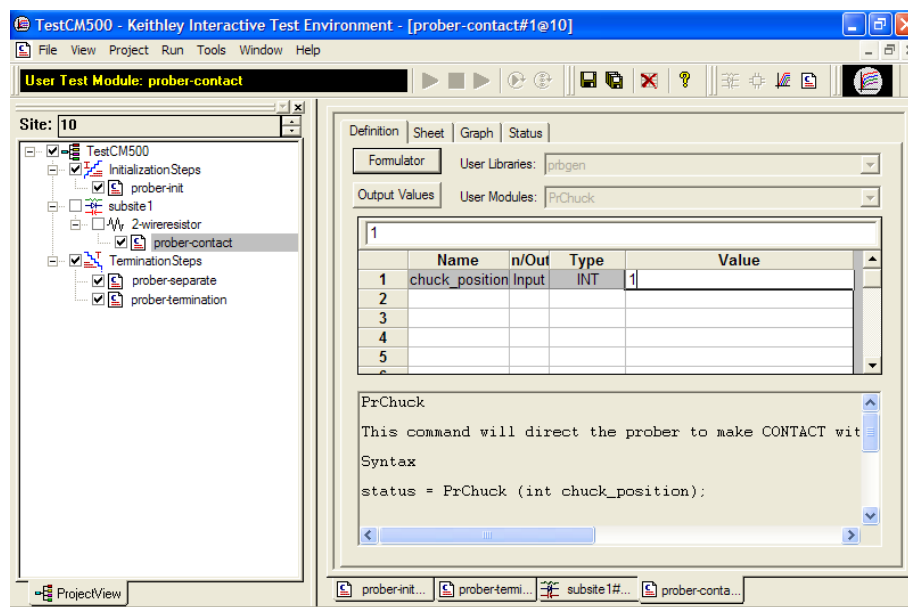 TestCM500 - Keithley Interactive Test Environment - [prober-contact#1@10]
File View Project Run Tools Window Help
User Test Module: prober-contact
Site: 10
TestCM500
InitializationSteps
prober-init
subsite1
2-wireresistor
prober-contact
TerminationSteps
prober-separate
prober-termination
ProjectView
Definition Sheet Graph Status
Formulator User Libraries: prbgen
Output Values User Modules: PrChuck
1
Name n/Out Type Value
1 chuck_position Input INT 1
2
3
4
5
PrChuck
This command will direct the prober to make CONTACT wit
Syntax
status = PrChuck (int chuck_position);
prober-init... prober-termi... subsite1#... prober-conta...